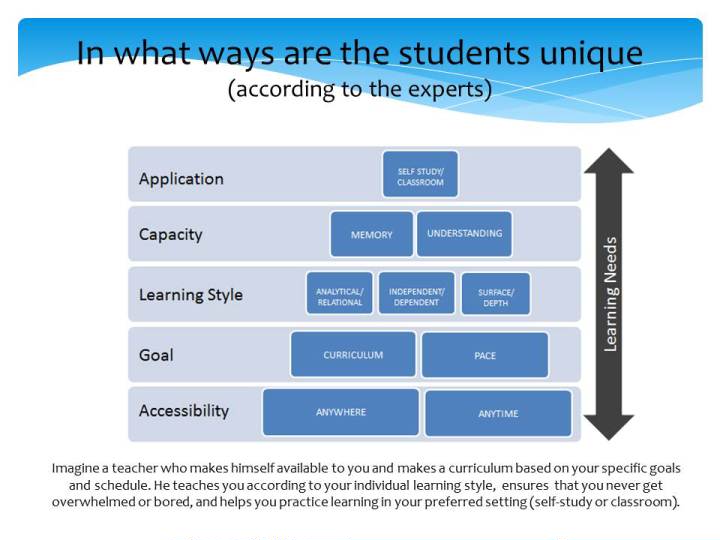 In what ways are the students unique
(according to the experts)
Application
SELF STUDY/
CLASSROOM
Capacity
MEMORY
UNDERSTANDING
Learning Style
ANALYTICAL/
RELATIONAL
INDEPENDENT/
DEPENDENT
SURFACE/
DEPTH
Goal
CURRICULUM
PACE
Accessibility
ANYWHERE
ANYTIME
Learning Needs
Imagine a teacher who makes himself available to you and makes a curriculum based on your specific goals
and schedule. He teaches you according to your individual learning style, ensures that you never get
overwhelmed or bored, and helps you practice learning in your preferred setting (self-study or classroom).